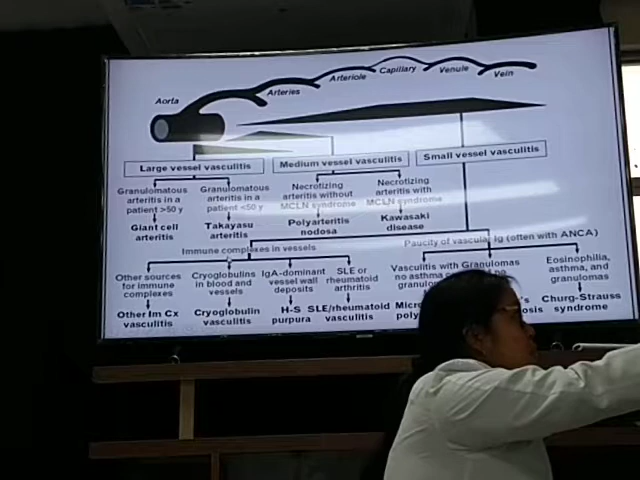 Aorta
Arteries
Arteriole
Capillary
Venule
Vein
Large vessel vasculitis
Medium vessel vasculitis
Small vessel vasculitis
Granulomatous
arteritis in a
patient >50 y
Giant cell
arteritis
Granulomatous
arteritis in a
patient <50 y
Takayasu
arteritis
Necrotizing
arteritis without
MCLN syndrome
Polyarteritis
nodosa
Necrotizing
arteritis with
MCLN syndrome
Kawasaki
disease
Immune complexes in vessels
Paucity of vascular Ig (often with ANCA)
Other sources
for immune
complexes
Other Im Cx
vasculitis
Cryoglobulins
in blood and
vessels
Cryoglobulin
vasculitis
IgA-dominant
vessel wall
deposits
H-S
purpura
SLE or
rheumatoid
arthritis
SLE/rheumatoid
vasculitis
Vasculitis with
no asthma
Granulomas
Eosinophilia,
asthma, and
granulomas
Churg-Strauss
syndrome